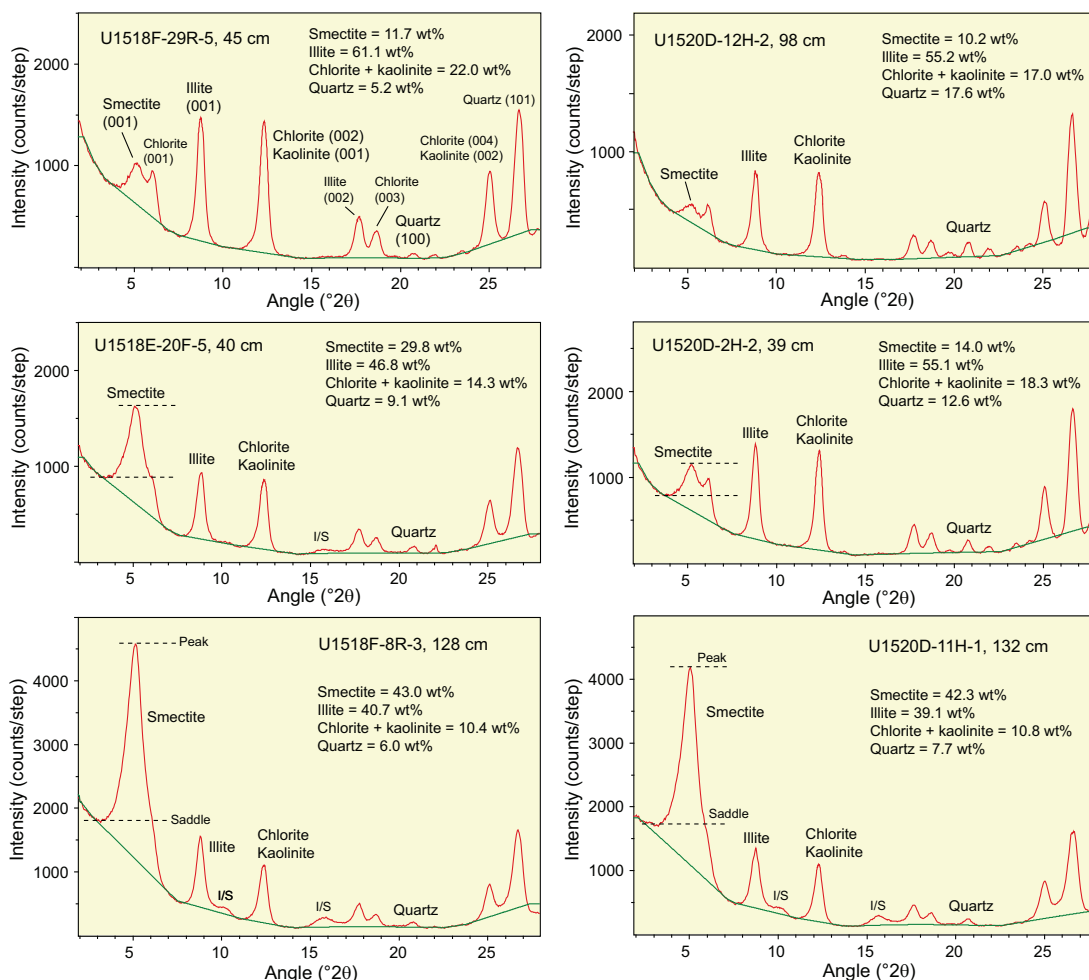 U1518F-29R-5, 45 cm
Smectite = 11.7 wt%
Illite = 61.1 wt%
Chlorite + kaolinite = 22.0 wt%
Quartz = 5.2 wt%
Smectite
(001)
Chlorite
(001)
Illite
(001)
Chlorite (002)
Kaolinite (001)
Illite
(002)
Chlorite
(003)
Quartz
(100)
Chlorite (004)
Kaolinite (002)
Quartz (101)
Intensity (counts/step)
2000
1000
5 10 15 20 25
Angle (°2θ)
U1520D-12H-2, 98 cm
Smectite = 10.2 wt%
Illite = 55.2 wt%
Chlorite + kaolinite = 17.0 wt%
Quartz = 17.6 wt%
Smectite
Illite
Chlorite
Kaolinite
Quartz
Intensity (counts/step)
2000
1000
5 10 15 20 25
Angle (°2θ)
U1518E-20F-5, 40 cm
Smectite = 29.8 wt%
Illite = 46.8 wt%
Chlorite + kaolinite = 14.3 wt%
Quartz = 9.1 wt%
Smectite
Illite
Chlorite
Kaolinite
I/S
Quartz
Intensity (counts/step)
2000
1000
5 10 15 20 25
Angle (°2θ)
U1520D-2H-2, 39 cm
Smectite = 14.0 wt%
Illite = 55.1 wt%
Chlorite + kaolinite = 18.3 wt%
Quartz = 12.6 wt%
Smectite
Illite
Chlorite
Kaolinite
Quartz
Intensity (counts/step)
2000
1000
5 10 15 20 25
Angle (°2θ)
U1518F-8R-3, 128 cm
Smectite = 43.0 wt%
Illite = 40.7 wt%
Chlorite + kaolinite = 10.4 wt%
Quartz = 6.0 wt%
Peak
Smectite
Saddle
Illite
I/S
Chlorite
Kaolinite
I/S
Quartz
Intensity (counts/step)
4000
3000
2000
1000
5 10 15 20 25
Angle (°2θ)
U1520D-11H-1, 132 cm
Smectite = 42.3 wt%
Illite = 39.1 wt%
Chlorite + kaolinite = 10.8 wt%
Quartz = 7.7 wt%
Peak
Smectite
Saddle
Illite
I/S
Chlorite
Kaolinite
I/S
Quartz
Intensity (counts/step)
4000
3000
2000
1000
5 10 15 20 25
Angle (°2θ)